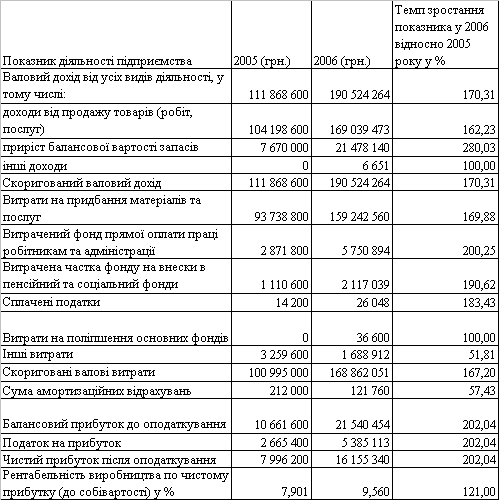 Темп зростання
показника у 2006
відносно 2005
Показник діяльності підприємства 2005 (грн.) 2006 (грн.) року у %
Валовий дохід від усіх видів діяльності, у
тому числі: 111 868 600 190 524 264 170,31
доходи від продажу товарів (робіт,
послуг) 104 198 600 169 039 473 162,23
приріст балансової вартості запасів 7 670 000 21 478 140 280,03
інші доходи 0 6 651 100,00
Скоригований валовий дохід 111 868 600 190 524 264 170,31
Витрати на придбання матеріалів та
послуг 93 738 800 159 242 560 169,88
Витрачений фонд прямої оплати праці
робітникам та адміністрації 2 871 800 5 750 894 200,25
Витрачена частка фонду на внески в
пенсійний та соціальний фонди 1 110 600 2 117 039 190,62
Сплачені податки 14 200 26 048 183,43
Витрати на поліпшення основних фондів 0 36 600 100,00
Інші витрати 3 259 600 1 688 912 51,81
Скориговані валові витрати 100 995 000 168 862 051 167,20
Сума амортизаційних відрахувань 212 000 121 760 57,43
Балансовий прибуток до оподаткування 10 661 600 21 540 454 202,04
Податок на прибуток 2 665 400 5 385 113 202,04
Чистий прибуток після оподаткування 7 996 200 16 155 340 202,04
Рентабельність виробництва по чистому
прибутку (до собівартості) у % 7,901 9,560 121,00